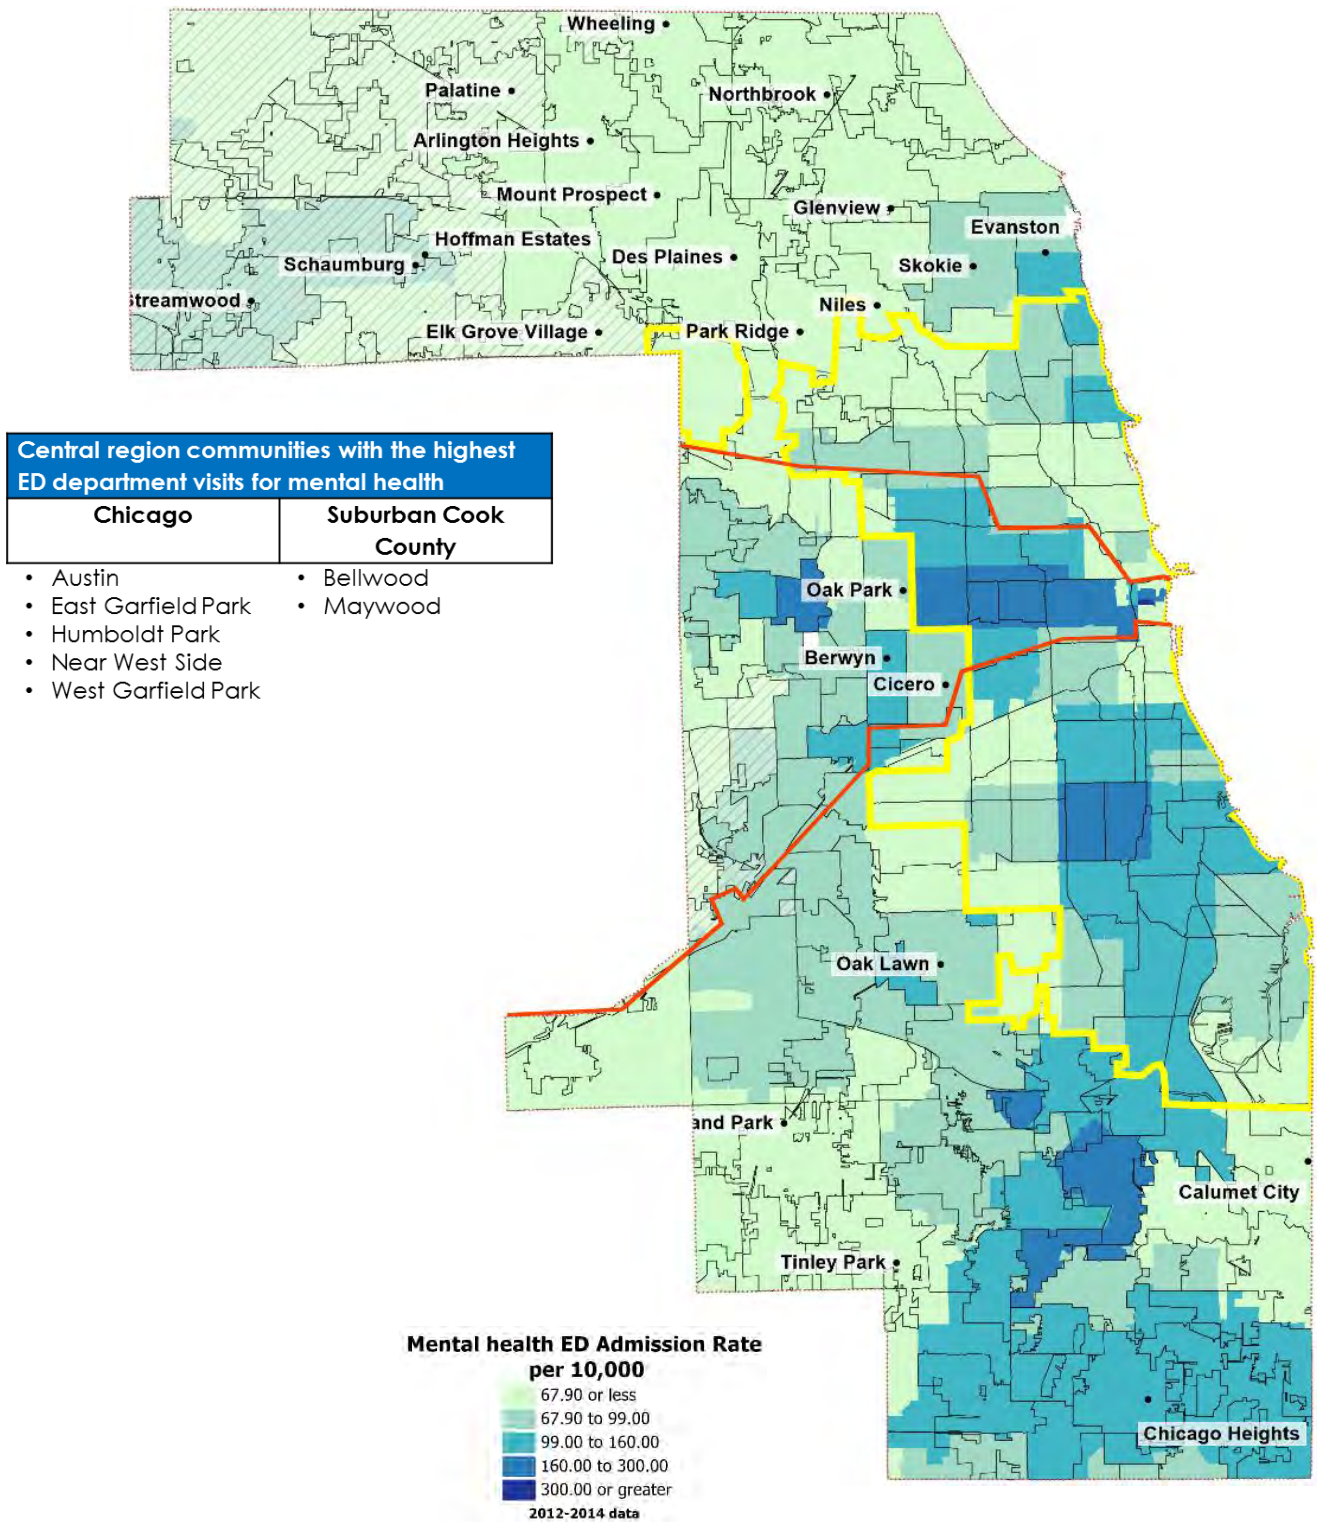 Wheeling
Palatine
Northbrook
Arlington Heights
Mount Prospect
Glenview
Evanston
Hoffman Estates
Des Plaines
Schaumburg
Skokie
Streamwood
Niles
Elk Grove Village
Park Ridge
Central region communities with the highest
ED department visits for mental health
Chicago
Suburban Cook
County
• Austin
• East Garfield Park
• Humboldt Park
• Near West Side
• West Garfield Park
• Bellwood
• Maywood
Oak Park
Berwyn
Cicero
Oak Lawn
and Park
Calumet City
Tinley Park
Chicago Heights
Mental health ED Admission Rate
per 10,000
67.90 or less
67.90 to 99.00
99.00 to 160.00
160.00 to 300.00
300.00 or greater
2012-2014 data